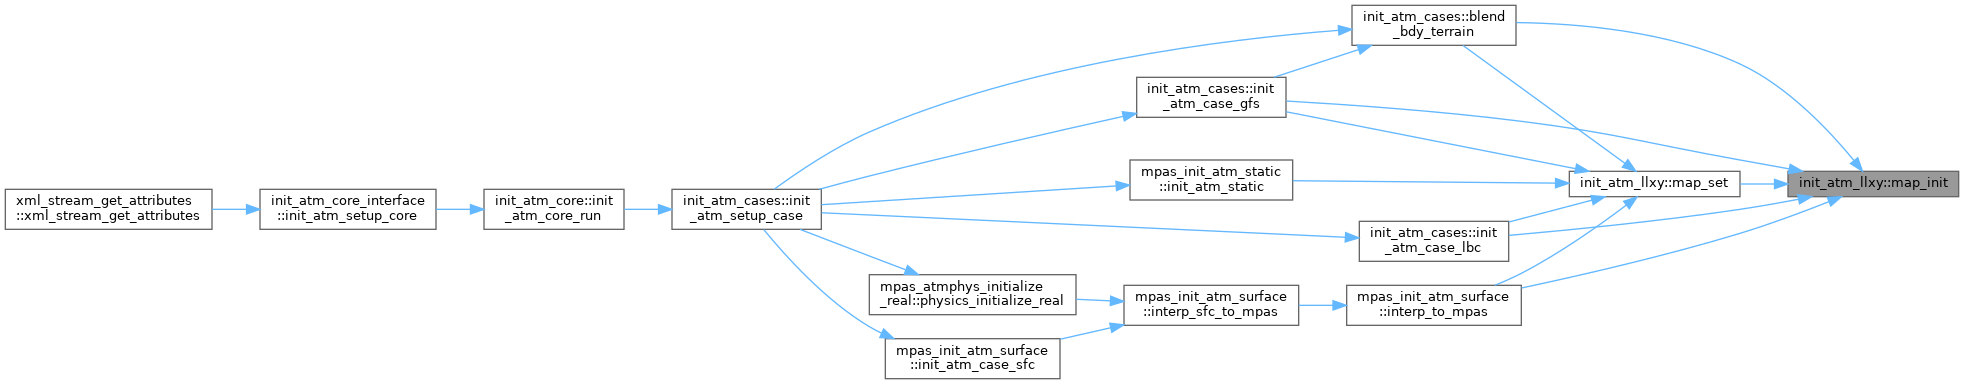 init_atm_cases::blend
_bdy_terrain
init_atm_cases::init
_atm_case_gfs
mpas_init_atm_static
::init_atm_static
init_atm_llxy::map_set
init_atm_llxy::map_init
xml_stream_get_attributes
::xml_stream_get_attributes
init_atm_core_interface
::init_atm_setup_core
init_atm_core::init
_atm_core_run
init_atm_cases::init
_atm_setup_case
init_atm_cases::init
_atm_case_lbc
mpas_atmphys_initialize
_real::physics_initialize_real
mpas_init_atm_surface
::interp_sfc_to_mpas
mpas_init_atm_surface
::interp_to_mpas
mpas_init_atm_surface
::init_atm_case_sfc